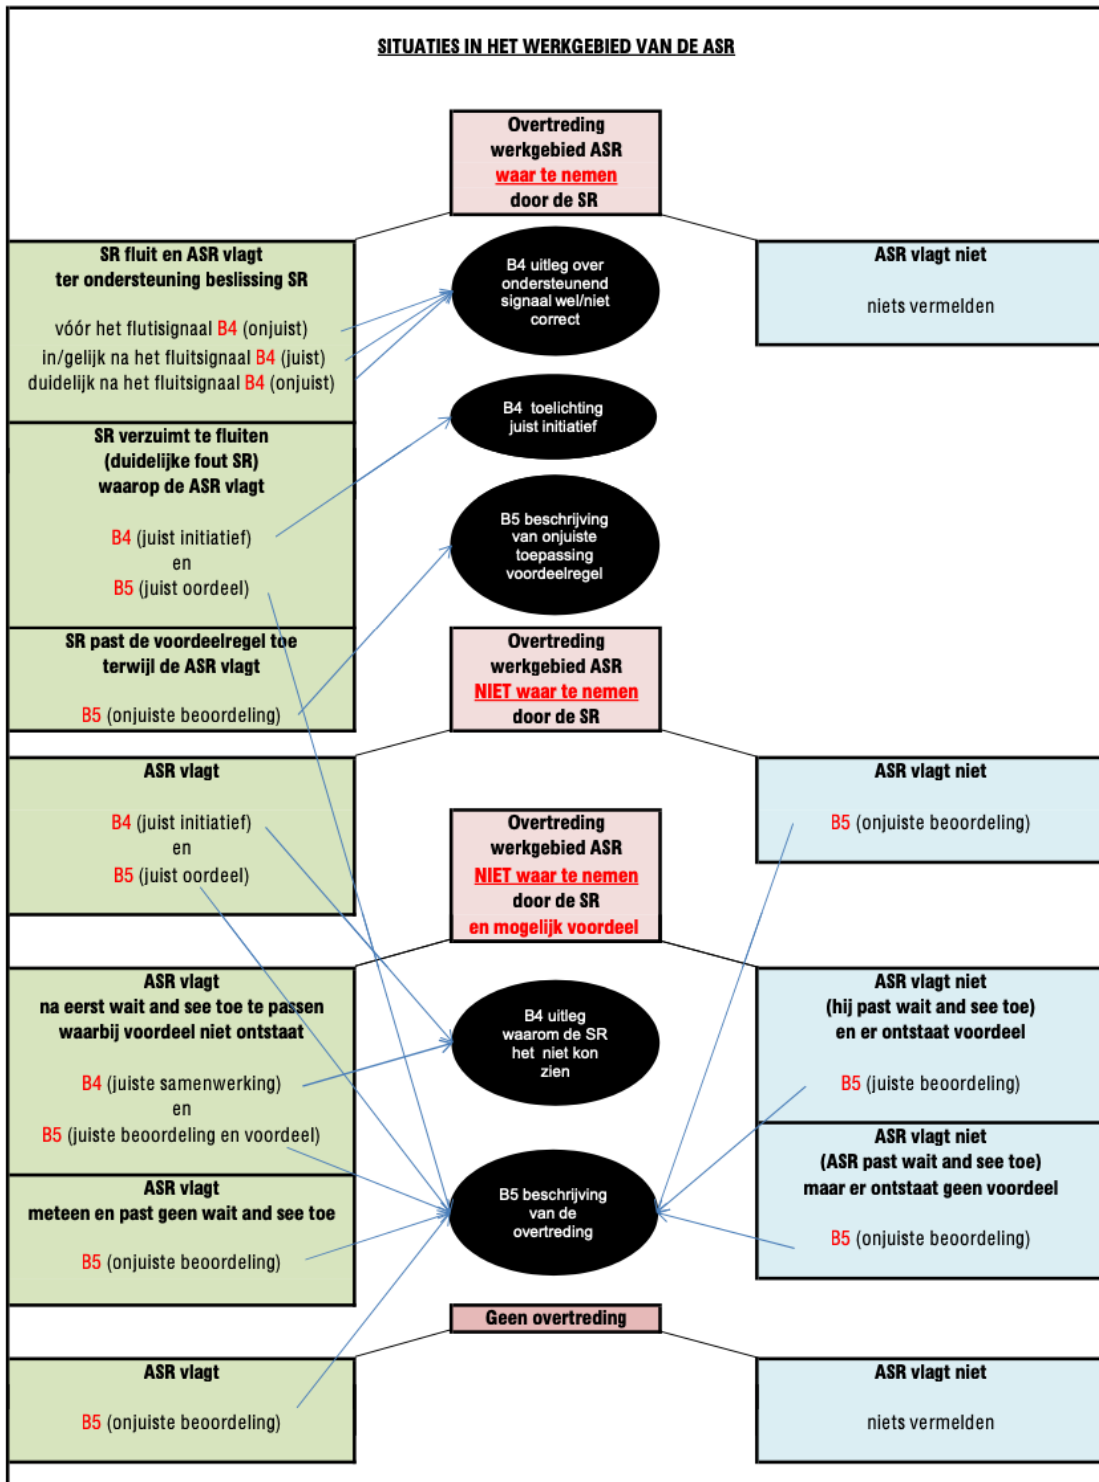 SITUATIES IN HET WERKGEBIED VAN DE ASR
Overtreding
werkgebied ASR
waar te nemen
door de SR
SR fluit en ASR vlagt
ter ondersteuning beslissing SR
vóór het flutisignaal B4 (onjuist)
in/gelijk na het fluitsignaal B4 (juist)
duidelijk na het fluitsignaal B4 (onjuist)
B4 uitleg over
ondersteunend
signaal wel/niet
correct
ASR vlagt niet
niets vermelden
SR verzuimt te fluiten
(duidelijke fout SR)
waarop de ASR vlagt
B4 (juist initiatief)
en
B5 (juist oordeel)
B4 toelichting
juist initiatief
B5 beschrijving
van onjuiste
toepassing
voordeelregel
SR past de voordeelregel toe
terwijl de ASR vlagt
B5 (onjuiste beoordeling)
Overtreding
werkgebied ASR
NIET waar te nemen
door de SR
ASR vlagt
B4 (juist initiatief)
en
B5 (juist oordeel)
ASR vlagt niet
B5 (onjuiste beoordeling)
Overtreding
werkgebied ASR
NIET waar te nemen
door de SR
en mogelijk voordeel
ASR vlagt
na eerst wait and see toe te passen
waarbij voordeel niet ontstaat
B4 (juiste samenwerking)
en
B5 (juiste beoordeling en voordeel)
B4 uitleg
waarom de SR
het niet kon
zien
ASR vlagt niet
(hij past wait and see toe)
en er ontstaat voordeel
B5 (juiste beoordeling)
ASR vlagt
meteen en past geen wait and see toe
B5 (onjuiste beoordeling)
B5 beschrijving
van de
overtreding
ASR vlagt niet
(ASR past wait and see toe)
maar er ontstaat geen voordeel
B5 (onjuiste beoordeling)
Geen overtreding
ASR vlagt
B5 (onjuiste beoordeling)
ASR vlagt niet
niets vermelden